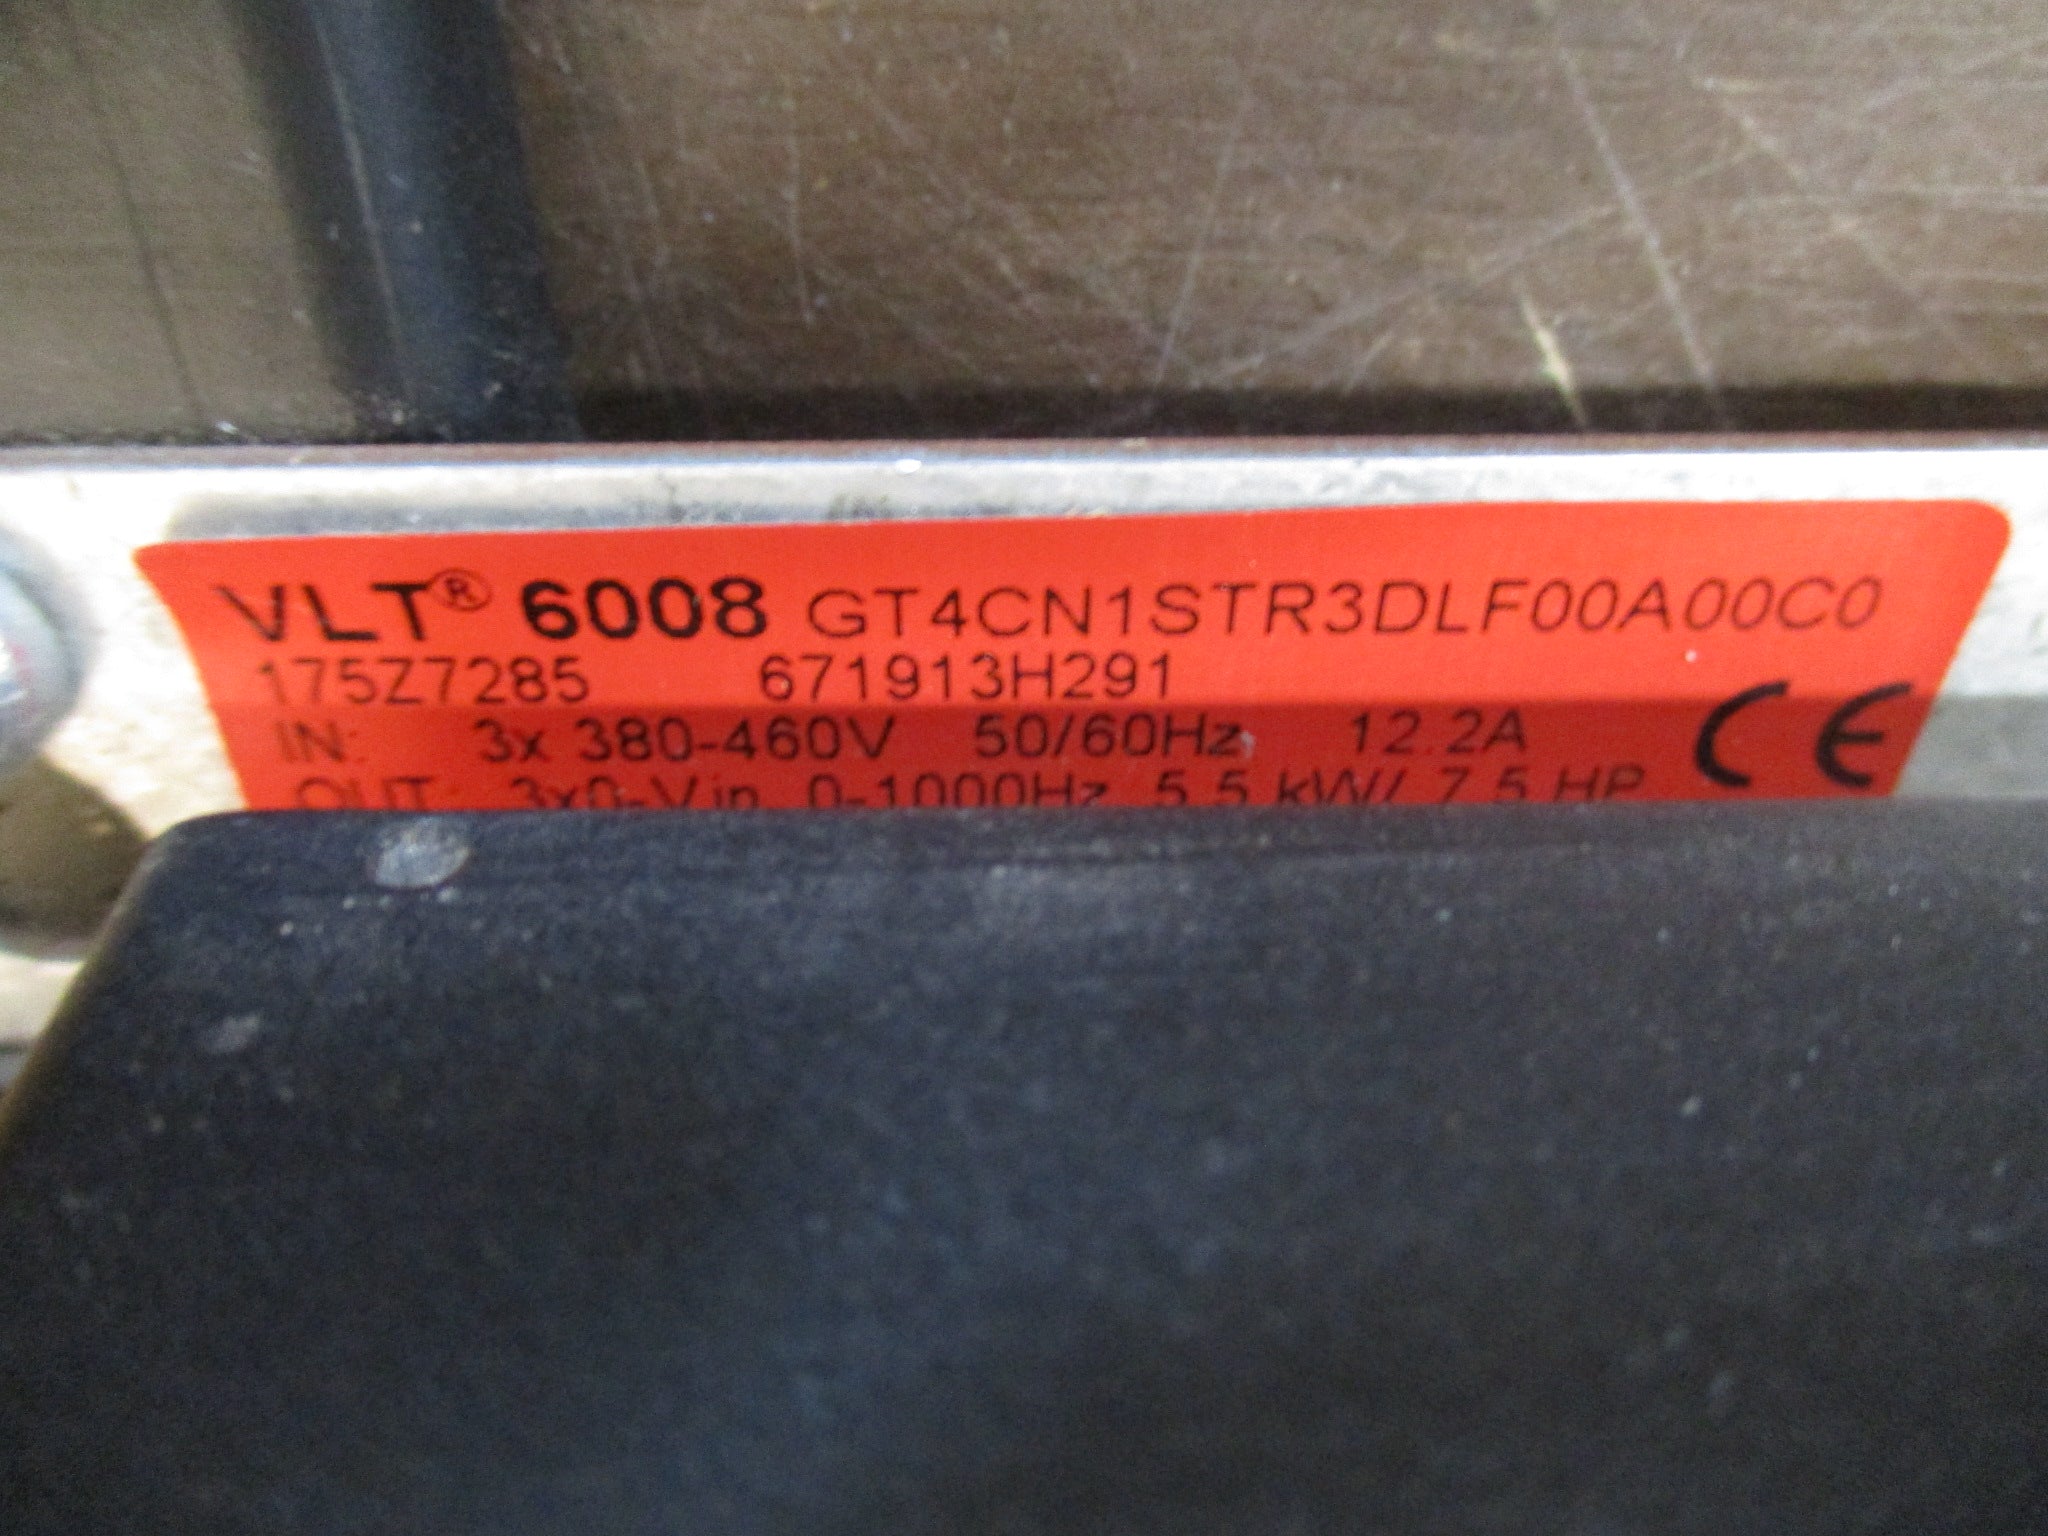 VLT® 6008 GT4CN1STR3DLF00A00C0
175Z7285 671913H291
IN: 3x 380-460V 50/60Hz 12.2A CE
OUT: 3x0-Vin 0-1000Hz 5.5 kW/ 7.5 HP